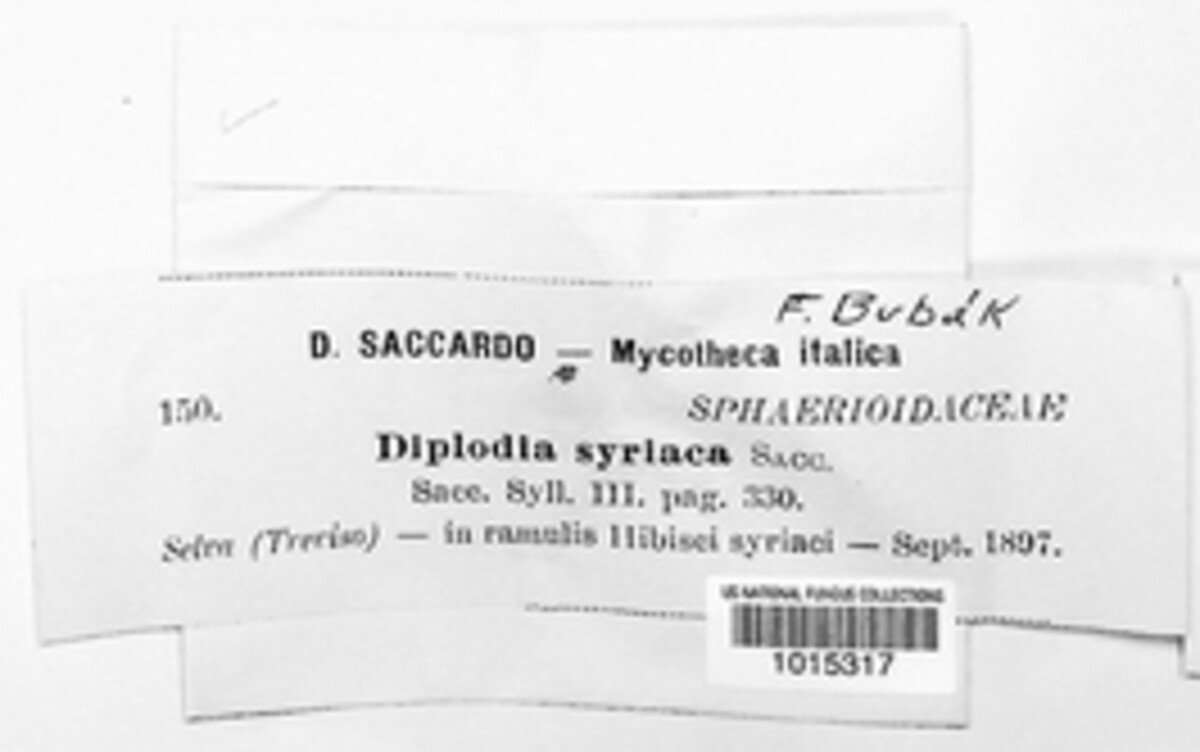 F. Bubák
D. SACCARDO — Mycotheca italica
150. SPHAERIOIDACEAE
Diplodia syriaca SACC.
Sacc. Syll. III. pag. 330.
Selva (Treviso) — in ramulis Hibisci syriaci — Sept. 1897.
US NATIONAL FUNGUS COLLECTIONS
1015317